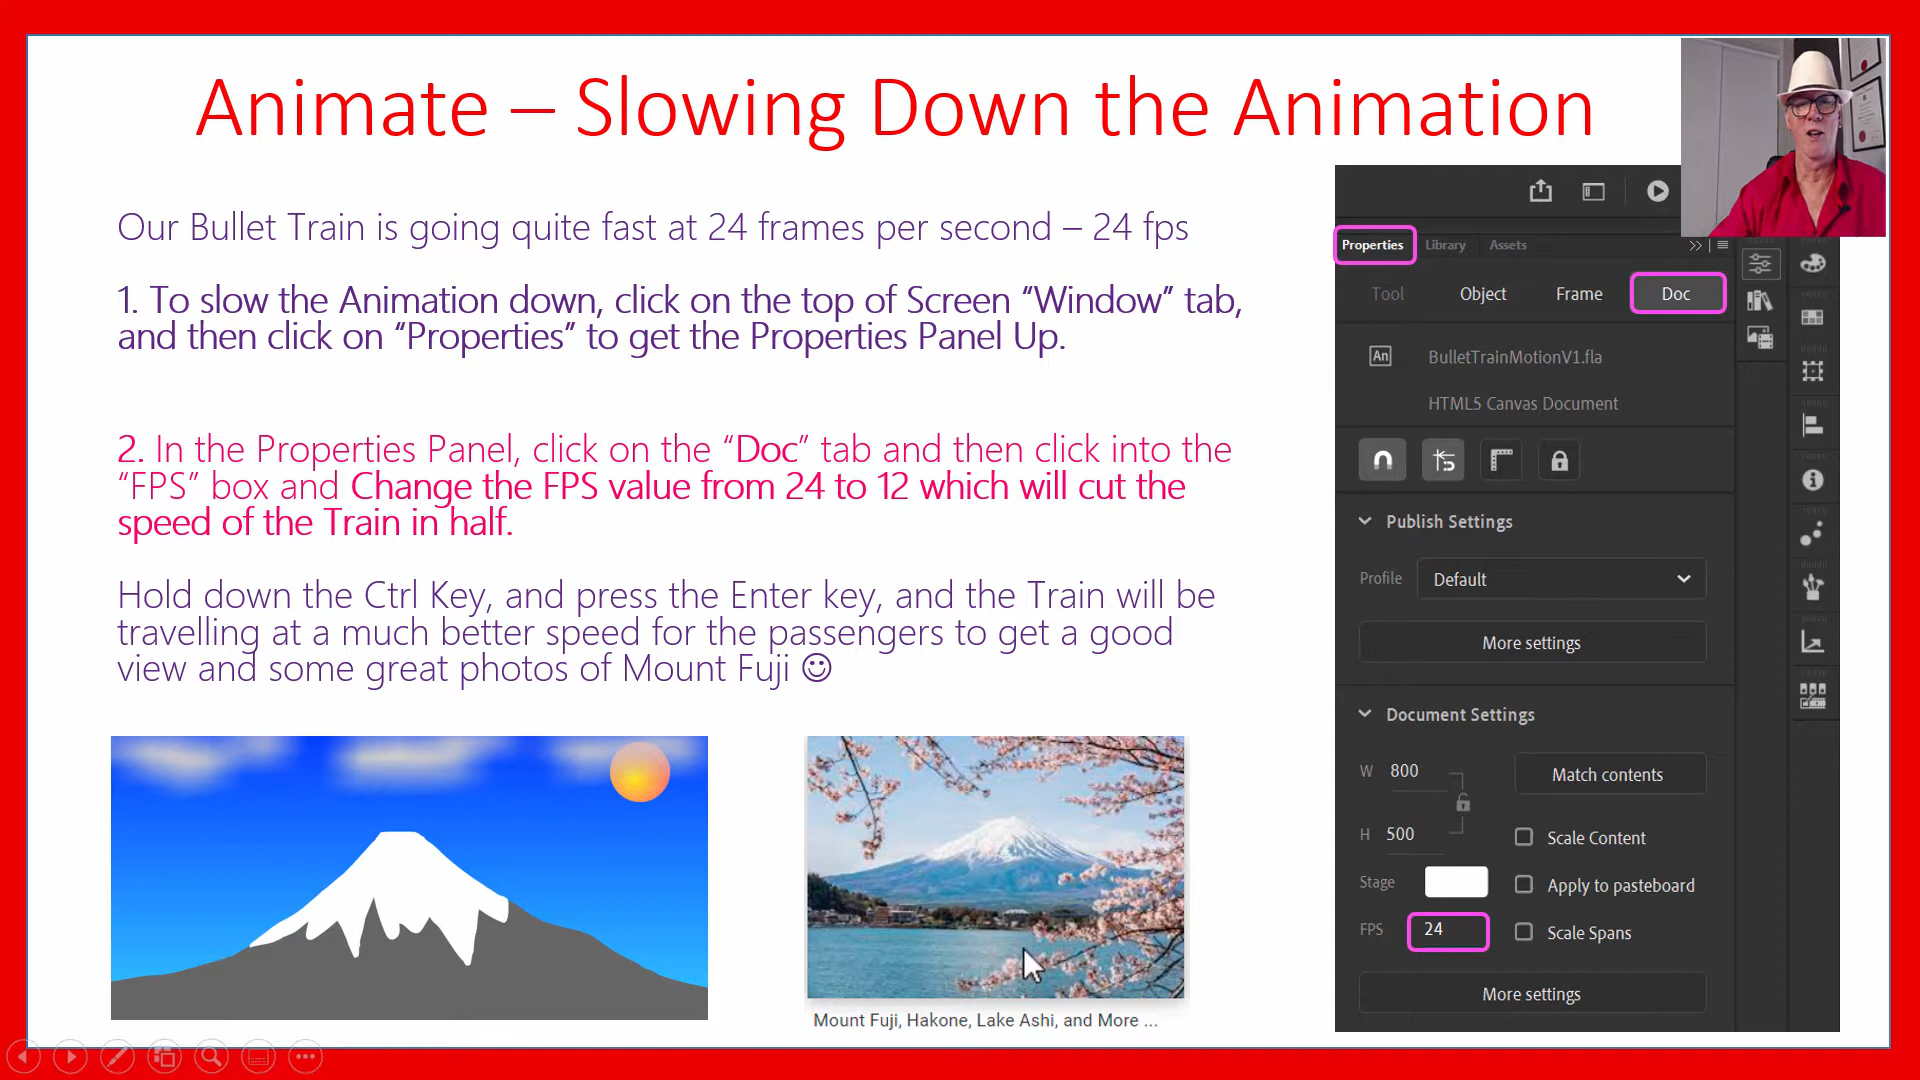 Animate – Slowing Down the Animation
Our Bullet Train is going quite fast at 24 frames per second – 24 fps
1. To slow the Animation down, click on the top of Screen “Window” tab,
and then click on “Properties” to get the Properties Panel Up.
2. In the Properties Panel, click on the “Doc” tab and then click into the
“FPS” box and Change the FPS value from 24 to 12 which will cut the
speed of the Train in half.
Hold down the Ctrl Key, and press the Enter key, and the Train will be
travelling at a much better speed for the passengers to get a good
view and some great photos of Mount Fuji ☺
Mount Fuji, Hakone, Lake Ashi, and More ...
Properties Library Assets
Tool Object Frame Doc
An BulletTrainMotionV1.fla
HTML5 Canvas Document
Publish Settings
Profile Default
More settings
Document Settings
W 800 Match contents
H 500 Scale Content
Stage Apply to pasteboard
FPS 24 Scale Spans
More settings